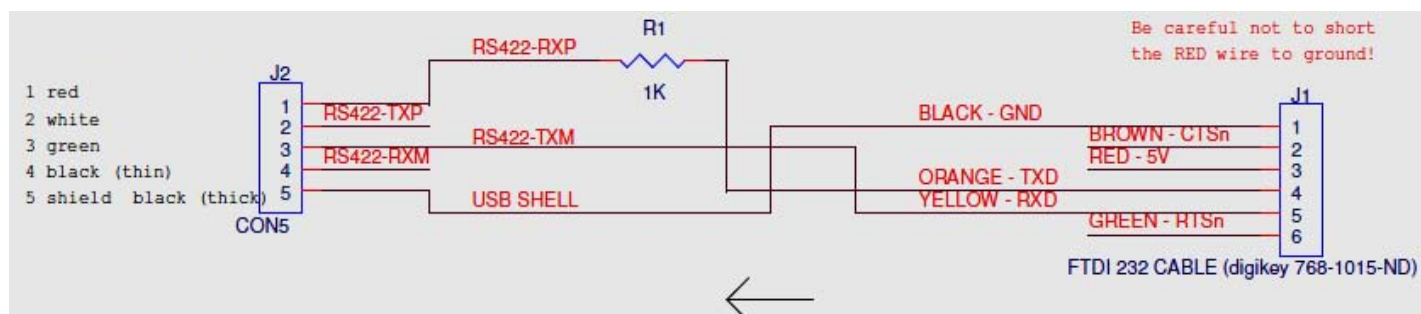 Be careful not to short
the RED wire to ground!
R1
1K
RS422-RXP
J2
1 red
2 white
3 green
4 black (thin)
5 shield black (thick)
1
2
3
4
5
CON5
RS422-TXP
RS422-TXM
RS422-RXM
USB SHELL
BLACK - GND
BROWN - CTSn
RED - 5V
ORANGE - TXD
YELLOW - RXD
GREEN - RTSn
J1
1
2
3
4
5
6
FTDI 232 CABLE (digikey 768-1015-ND)